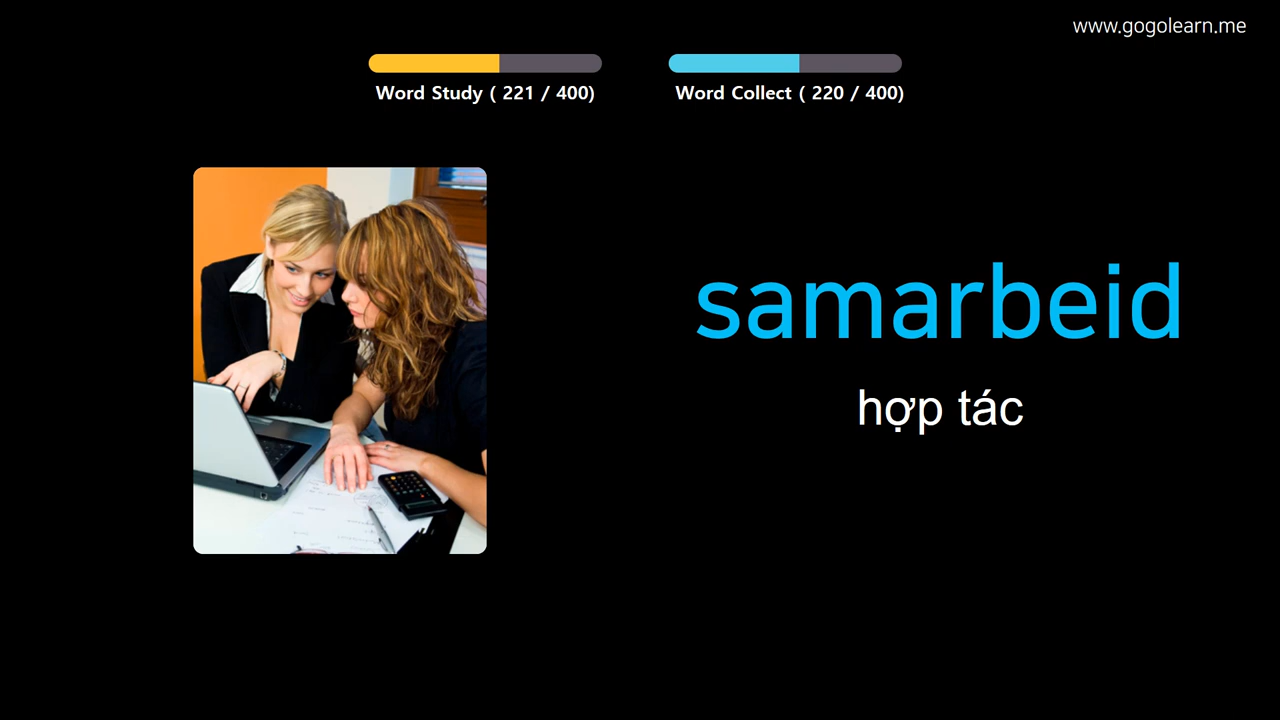 www.gogolearn.me
Word Study ( 221 / 400)
Word Collect ( 220 / 400)
samarbeid
hợp tác